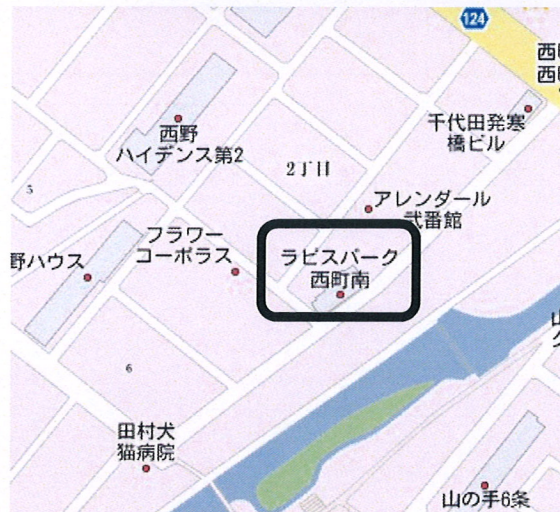 124
西
西
千代田発寒
橋ビル
西野
ハイデンス第2
2丁目
5
アレンダール
弐番館
フラワー
コーポラス
ラピスパーク
西町南
野ハウス
6
田村犬
猫病院
山の手6条